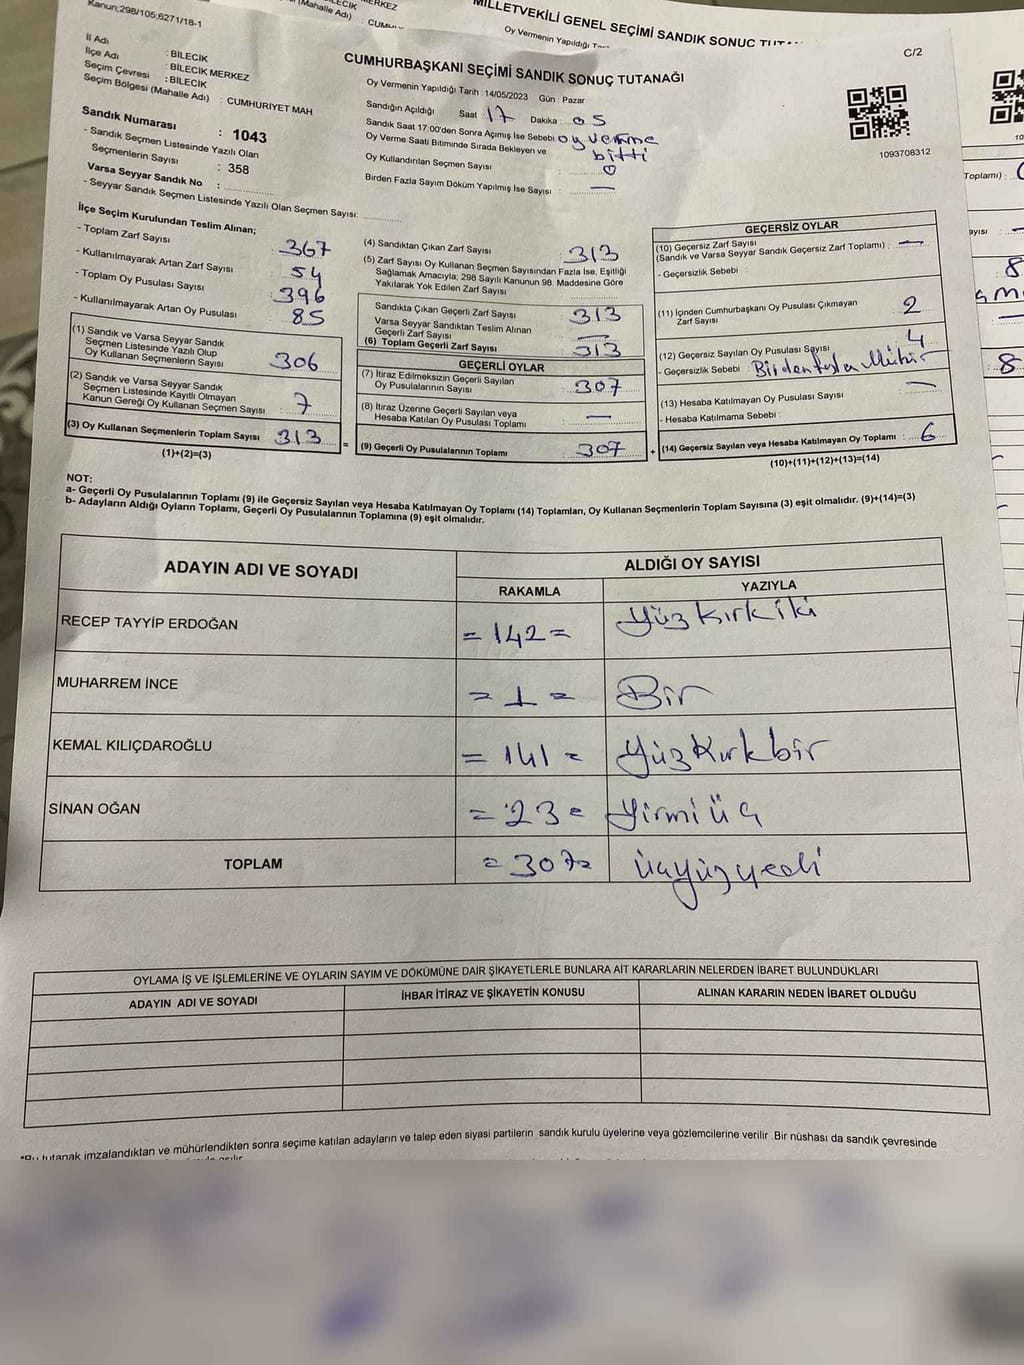 Kanun;298/105;6271/18-1
(Mahalle Adı)
MİLLETVEKİLİ GENEL SEÇİMİ SANDIK SONUÇ
Oy Vermenin Yapıldığı
C/2
İl Adı : BİLECİK
İlçe Adı : BİLECİK MERKEZ
Seçim Çevresi : BİLECİK
Seçim Bölgesi (Mahalle Adı) : CUMHURİYET MAH
Sandık Numarası : 1043
- Sandık Seçmen Listesinde Yazılı Olan
Seçmenlerin Sayısı : 358
Varsa Seyyar Sandık No :
- Seyyar Sandık Seçmen Listesinde Yazılı Olan Seçmen Sayısı:
CUMHURBAŞKANI SEÇİMİ SANDIK SONUÇ TUTANAĞI
Oy Vermenin Yapıldığı Tarih : 14/05/2023 Gün : Pazar
Sandığın Açıldığı Saat 17 Dakika 05
Sandık Saat 17:00'den Sonra Açımış İse Sebebi oy verme
Oy Verme Saati Bitiminde Sırada Bekleyen ve bitti
Oy Kullandırılan Seçmen Sayısı : 0
Birden Fazla Sayım Döküm Yapılmış İse Sayısı : —
1093708312
İlçe Seçim Kurulundan Teslim Alınan;
- Toplam Zarf Sayısı 367
- Kullanılmayarak Artan Zarf Sayısı : 54
- Toplam Oy Pusulası Sayısı : 396
- Kullanılmayarak Artan Oy Pusulası : 85
(1) Sandık ve Varsa Seyyar Sandık
Seçmen Listesinde Yazılı Olup
Oy Kullanan Seçmenlerin Sayısı : 306
(2) Sandık ve Varsa Seyyar Sandık
Seçmen Listesinde Kayıtlı Olmayan
Kanun Gereği Oy Kullanan Seçmen Sayısı : 7
(3) Oy Kullanan Seçmenlerin Toplam Sayısı : 313
(1)+(2)=(3)
=
(4) Sandıktan Çıkan Zarf Sayısı 313
(5) Zarf Sayısı Oy Kullanan Seçmen Sayısından Fazla İse, Eşitliği
Sağlamak Amacıyla, 298 Sayılı Kanunun 98. Maddesine Göre
Yakılarak Yok Edilen Zarf Sayısı
Sandıkta Çıkan Geçerli Zarf Sayısı 313
Varsa Seyyar Sandıktan Teslim Alınan
Geçerli Zarf Sayısı —
(6) Toplam Geçerli Zarf Sayısı 313
GEÇERLİ OYLAR
(7) İtiraz Edilmeksizin Geçerli Sayılan
Oy Pusulalarının Sayısı : 307
(8) İtiraz Üzerine Geçerli Sayılan veya
Hesaba Katılan Oy Pusulası Toplamı : —
(9) Geçerli Oy Pusulalarının Toplamı : 307
+
GEÇERSİZ OYLAR
(10) Geçersiz Zarf Sayısı
(Sandık ve Varsa Seyyar Sandık Geçersiz Zarf Toplamı) : —
- Geçersizlik Sebebi :
(11) İçinden Cumhurbaşkanı Oy Pusulası Çıkmayan
Zarf Sayısı 2
(12) Geçersiz Sayılan Oy Pusulası Sayısı 4
- Geçersizlik Sebebi : Birden fazla Mühür
(13) Hesaba Katılmayan Oy Pusulası Sayısı —
- Hesaba Katılmama Sebebi :
(14) Geçersiz Sayılan veya Hesaba Katılmayan Oy Toplamı : 6
(10)+(11)+(12)+(13)=(14)
NOT:
a- Geçerli Oy Pusulalarının Toplamı (9) ile Geçersiz Sayılan veya Hesaba Katılmayan Oy Toplamı (14) Toplamları, Oy Kullanan Seçmenlerin Toplam Sayısına (3) eşit olmalıdır. (9)+(14)=(3)
b- Adayların Aldığı Oyların Toplamı, Geçerli Oy Pusulalarının Toplamına (9) eşit olmalıdır.
ADAYIN ADI VE SOYADI
ALDIĞI OY SAYISI
RAKAMLA YAZIYLA
RECEP TAYYİP ERDOĞAN = 142 = Yüz kırk iki
MUHARREM İNCE = 1 = Bir
KEMAL KILIÇDAROĞLU = 141 = Yüz Kırk bir
SİNAN OĞAN = 23 = Yirmi üç
TOPLAM = 307 = üçyüz yedi
OYLAMA İŞ VE İŞLEMLERİNE VE OYLARIN SAYIM VE DÖKÜMÜNE DAİR ŞİKAYETLERLE BUNLARA AİT KARARLARIN NELERDEN İBARET BULUNDUKLARI
ADAYIN ADI VE SOYADI İHBAR İTİRAZ VE ŞİKAYETİN KONUSU ALINAN KARARIN NEDEN İBARET OLDUĞU
*Bu tutanak imzalandıktan ve mühürlendikten sonra seçime katılan adayların ve talep eden siyasi partilerin sandık kurulu üyelerine veya gözlemcilerine verilir .Bir nüshası da sandık çevresinde